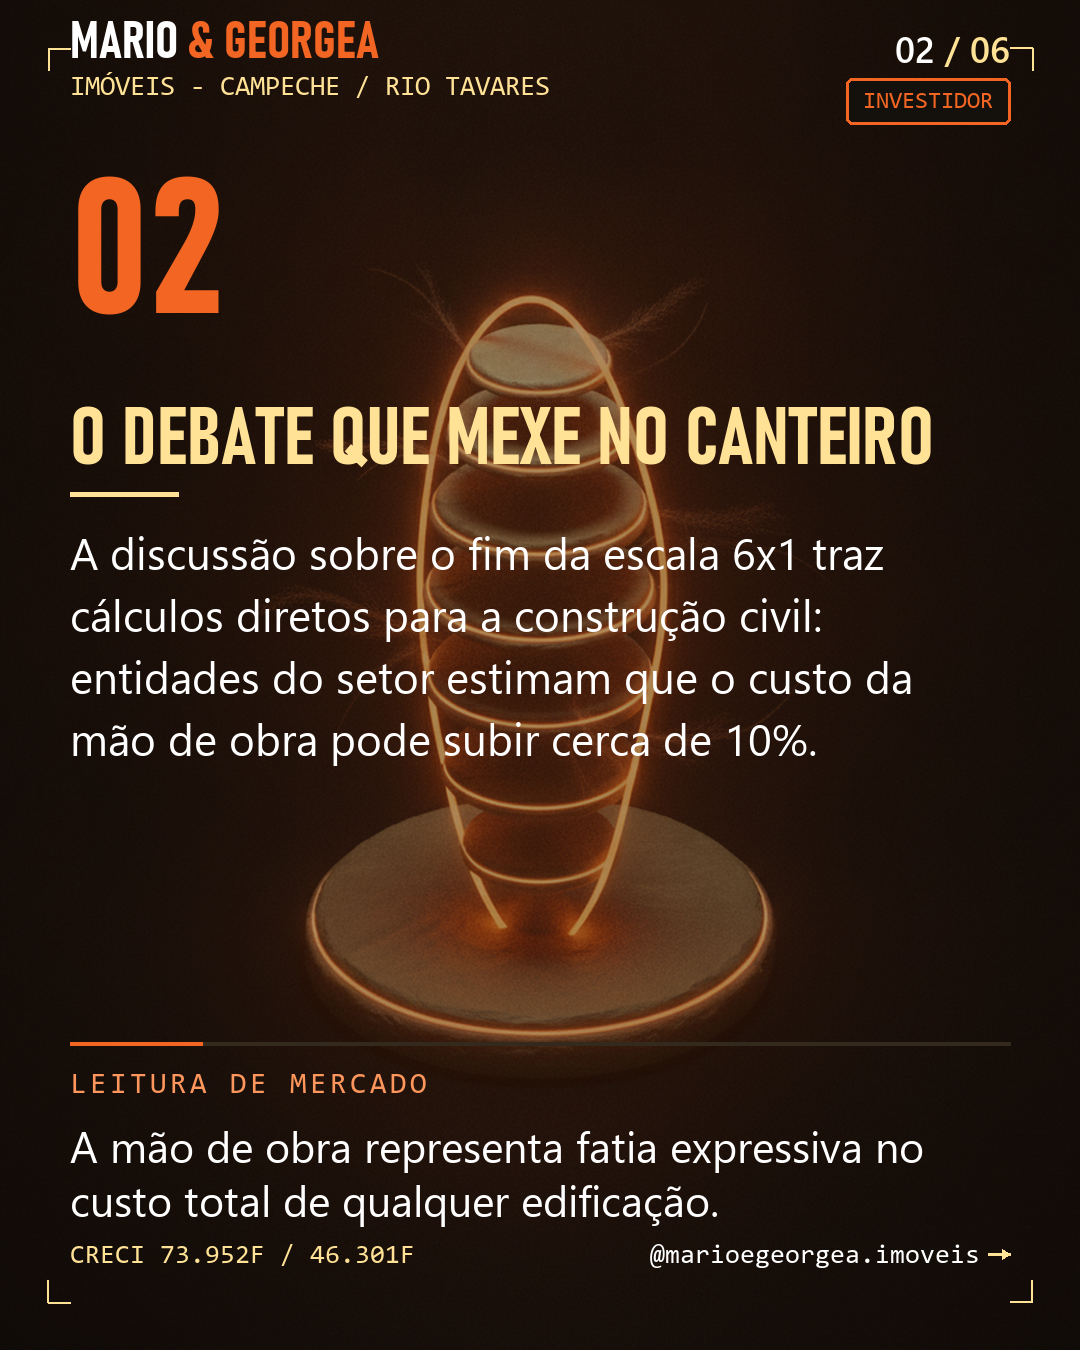 MARIO & GEORGEA
IMÓVEIS - CAMPECHE / RIO TAVARES
02 / 06
INVESTIDOR
02
O DEBATE QUE MEXE NO CANTEIRO
A discussão sobre o fim da escala 6x1 traz
cálculos diretos para a construção civil:
entidades do setor estimam que o custo da
mão de obra pode subir cerca de 10%.
LEITURA DE MERCADO
A mão de obra representa fatia expressiva no
custo total de qualquer edificação.
CRECI 73.952F / 46.301F
@marioegeorgea.imoveis